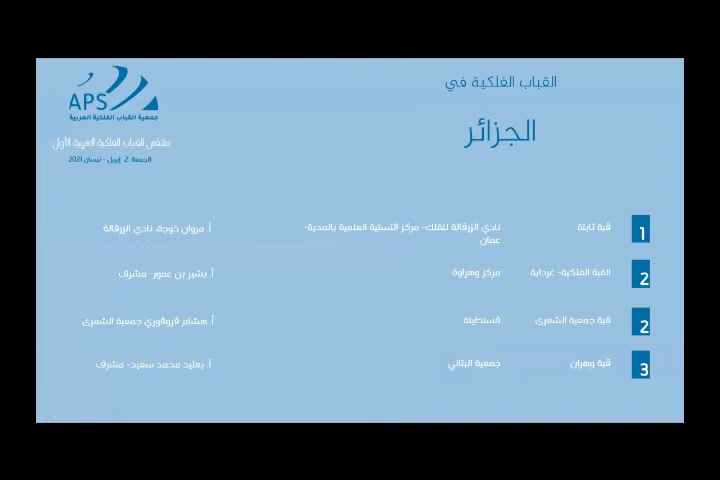 APS
جمعية القباب الفلكية العربية
ملتقى القباب الفلكية العربية الأول
الجمعة 2 إبريل - نيسان 2021
القباب الفلكية في
الجزائر
1 قبة ثابتة نادي الزرقالة للفلك- مركز التسلية العلمية بالمدية- أ. مروان خوجة، نادي الزرقالة
عمان
2 القبة الفلكية- غرداية مركز وهراوة أ. بشير بن عمور- مشرف
2 قبة جمعية الشعرى قسنطينة أ. هشام قروفوري جمعية الشعرى
3 قبة وهران جمعية البتاني أ. بعليد محمد سعيد- مشرف